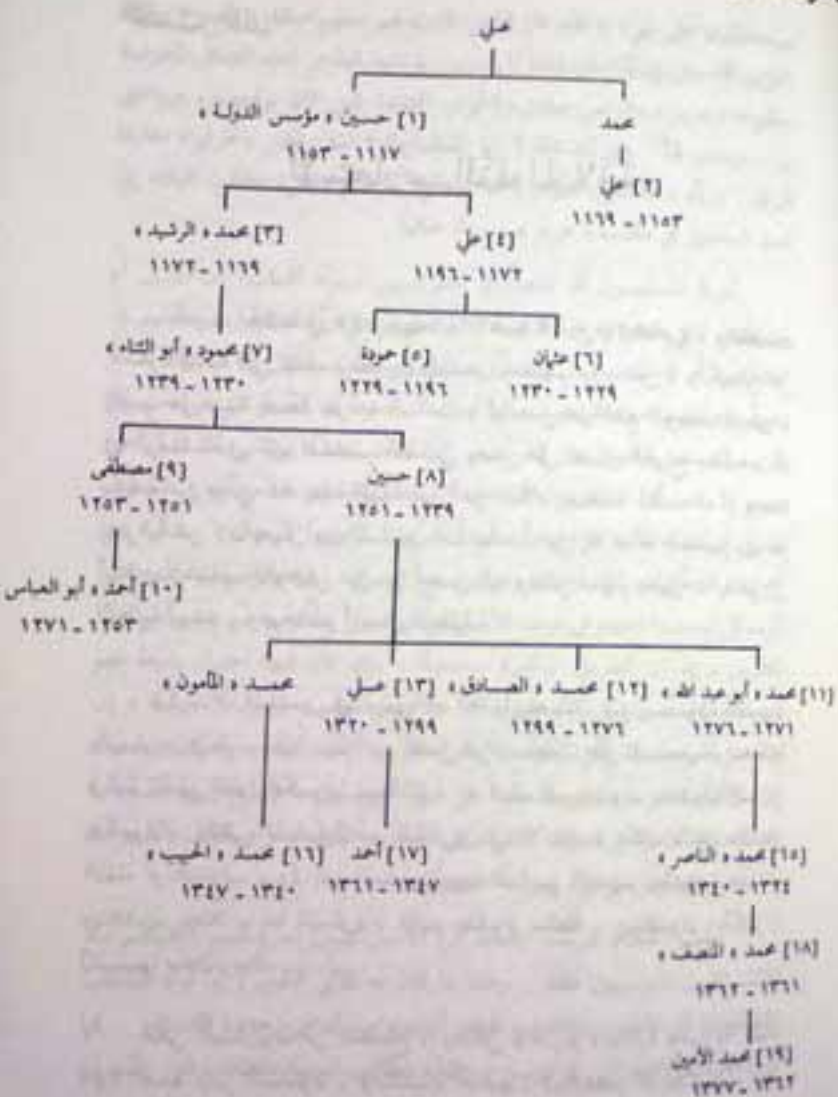 علي
محمد
[١] حسين « مؤسس الدولة »
١١١٧ ـ ١١٥٣
[٢] علي
١١٥٣ ـ ١١٦٩
[٤] علي
١١٧٢ ـ ١١٩٦
[٣] محمد « الرشيد »
١١٦٩ ـ ١١٧٢
[٦] عثمان
١٢٢٩ ـ ١٢٣٠
[٥] حمودة
١١٩٦ ـ ١٢٢٩
[٧] محمود « أبو الثناء »
١٢٣٠ ـ ١٢٣٩
[٨] حسين
١٢٣٩ ـ ١٢٥١
[٩] مصطفى
١٢٥١ ـ ١٢٥٣
[١٠] أحمد « أبو العباس
١٢٥٣ ـ ١٢٧١
[١١] محمد « أبو عبد الله » [١٢] محمد « الصادق » [١٣] علي محمد « المأمون »
١٢٧١ ـ ١٢٧٦ ١٢٧٦ ـ ١٢٩٩ ١٢٩٩ ـ ١٣٢٠
[١٥] محمد « الناصر » [١٧] أحمد [١٦] محمد « الحبيب »
١٣٢٤ ـ ١٣٤٠ ١٣٤٧ ـ ١٣٦١ ١٣٤٠ ـ ١٣٤٧
[١٨] محمد « المنصف »
١٣٦١ ـ ١٣٦٢
[١٩] محمد الأمين
١٣٦٢ ـ ١٣٧٧